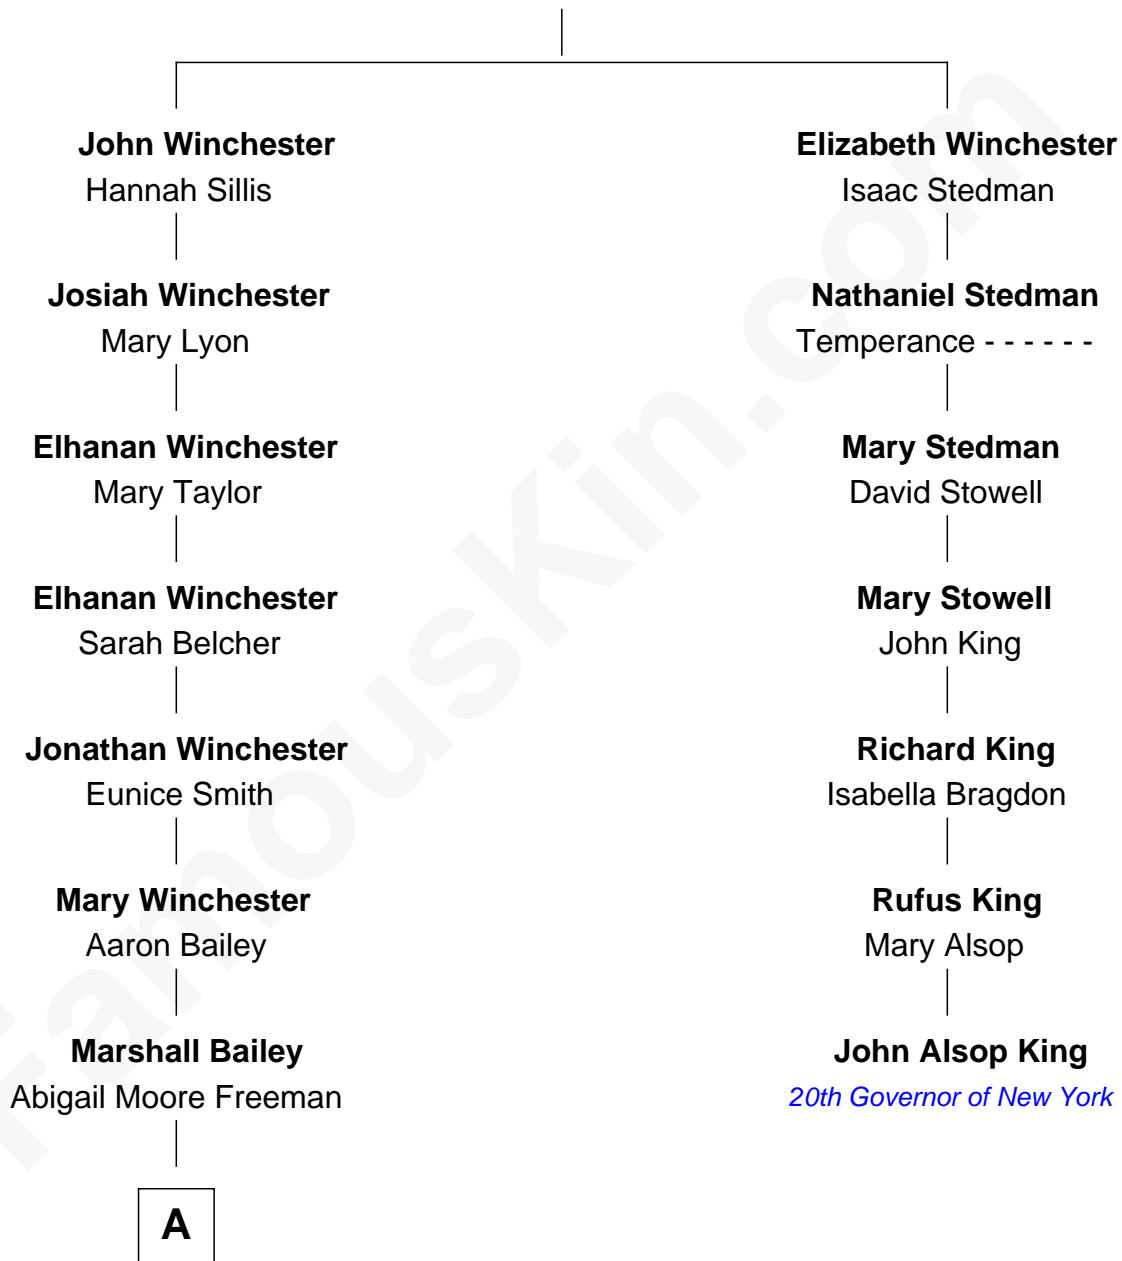 John Winchester
Hannah Sillis
Josiah Winchester
Mary Lyon
Elhanan Winchester
Mary Taylor
Elhanan Winchester
Sarah Belcher
Jonathan Winchester
Eunice Smith
Mary Winchester
Aaron Bailey
Marshall Bailey
Abigail Moore Freeman
A
Elizabeth Winchester
Isaac Stedman
Nathaniel Stedman
Temperance - - - - - -
Mary Stedman
David Stowell
Mary Stowell
John King
Richard King
Isabella Bragdon
Rufus King
Mary Alsop
John Alsop King
20th Governor of New York
FamousKin.com